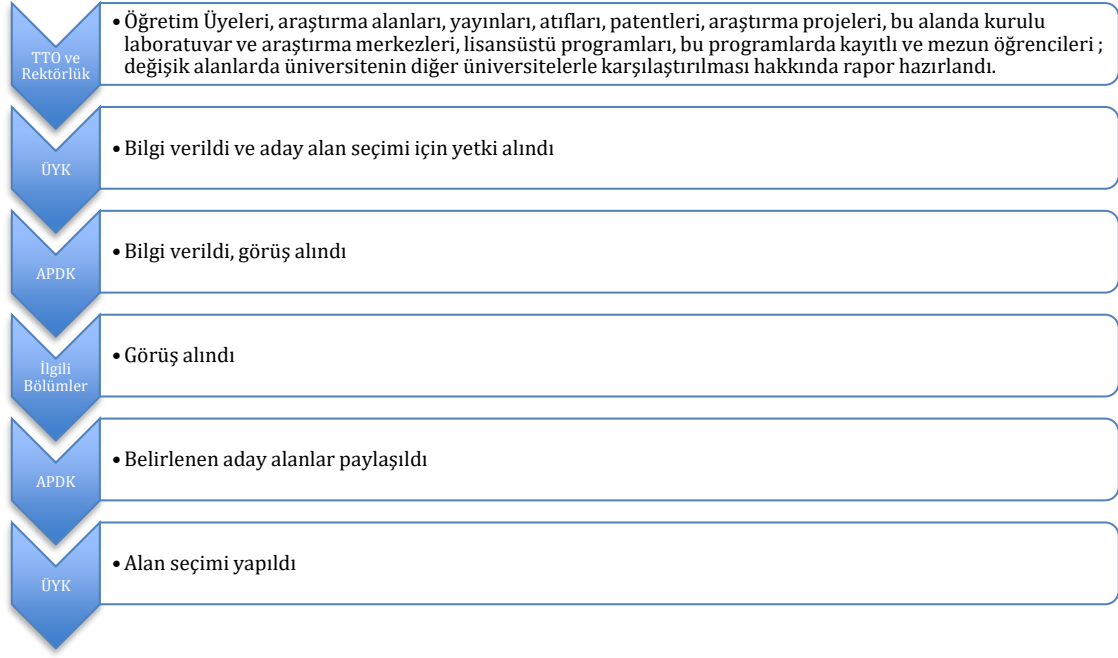 TTO ve
Rektörlük
• Öğretim Üyeleri, araştırma alanları, yayınları, atıfları, patentleri, araştırma projeleri, bu alanda kurulu
laboratuvar ve araştırma merkezleri, lisansüstü programları, bu programlarda kayıtlı ve mezun öğrencileri ;
değişik alanlarda üniversitenin diğer üniversitelerle karşılaştırılması hakkında rapor hazırlandı.
ÜYK
• Bilgi verildi ve aday alan seçimi için yetki alındı
APDK
• Bilgi verildi, görüş alındı
İlgili
Bölümler
• Görüş alındı
APDK
• Belirlenen aday alanlar paylaşıldı
ÜYK
• Alan seçimi yapıldı